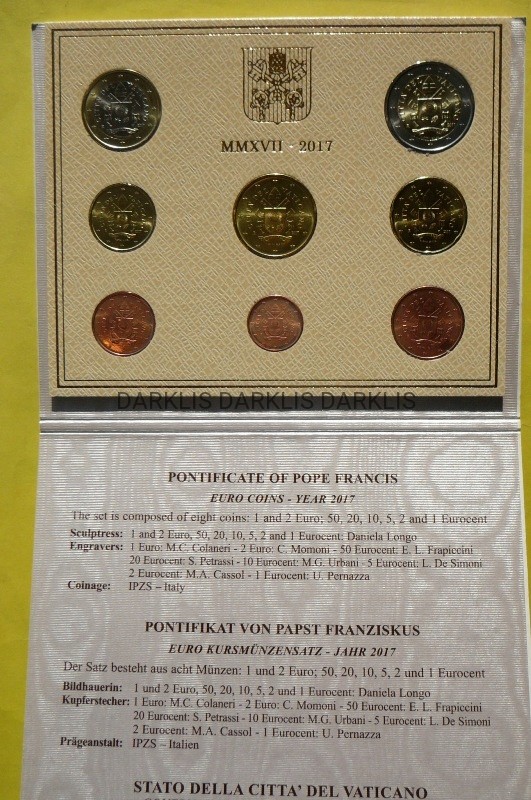 MMXVII - 2017
DARKLIS DARKLIS DARKLIS
PONTIFICATE OF POPE FRANCIS
EURO COINS - YEAR 2017
The set is composed of eight coins: 1 and 2 Euro; 50, 20, 10, 5, 2 and 1 Eurocent
Sculptress: 1 and 2 Euro, 50, 20, 10, 5, 2 and 1 Eurocent: Daniela Longo
Engravers: 1 Euro: M.C. Colaneri - 2 Euro: C. Momoni - 50 Eurocent: E. L. Frapiccini
20 Eurocent: S. Petrassi - 10 Eurocent: M.G. Urbani - 5 Eurocent: L. De Simoni
2 Eurocent: M.A. Cassol - 1 Eurocent: U. Pernazza
Coinage: IPZS – Italy
PONTIFIKAT VON PAPST FRANZISKUS
EURO KURSMÜNZENSATZ - JAHR 2017
Der Satz besteht aus acht Münzen: 1 und 2 Euro; 50, 20, 10, 5, 2 und 1 Eurocent
Bildhauerin: 1 und 2 Euro, 50, 20, 10, 5, 2 und 1 Eurocent: Daniela Longo
Kupferstecher: 1 Euro: M.C. Colaneri - 2 Euro: C. Momoni - 50 Eurocent: E. L. Frapiccini
20 Eurocent: S. Petrassi - 10 Eurocent: M.G. Urbani - 5 Eurocent: L. De Simoni
2 Eurocent: M.A. Cassol - 1 Eurocent: U. Pernazza
Prägeanstalt: IPZS – Italien
STATO DELLA CITTA' DEL VATICANO